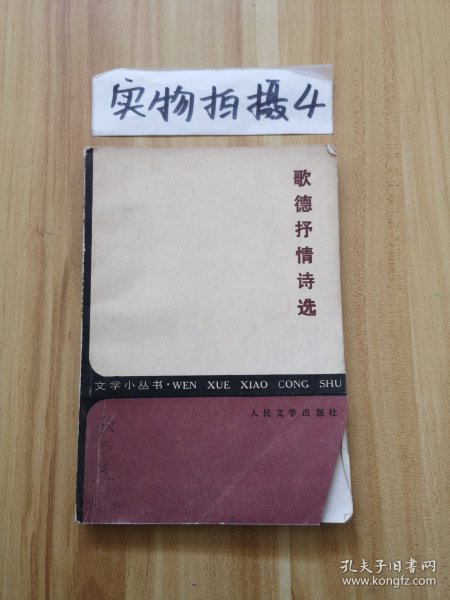 实物拍摄4
歌德抒情诗选
文学小丛书·WEN XUE XIAO CONG SHU
人民文学出版社
孔夫子旧书网
www.kongfz.com